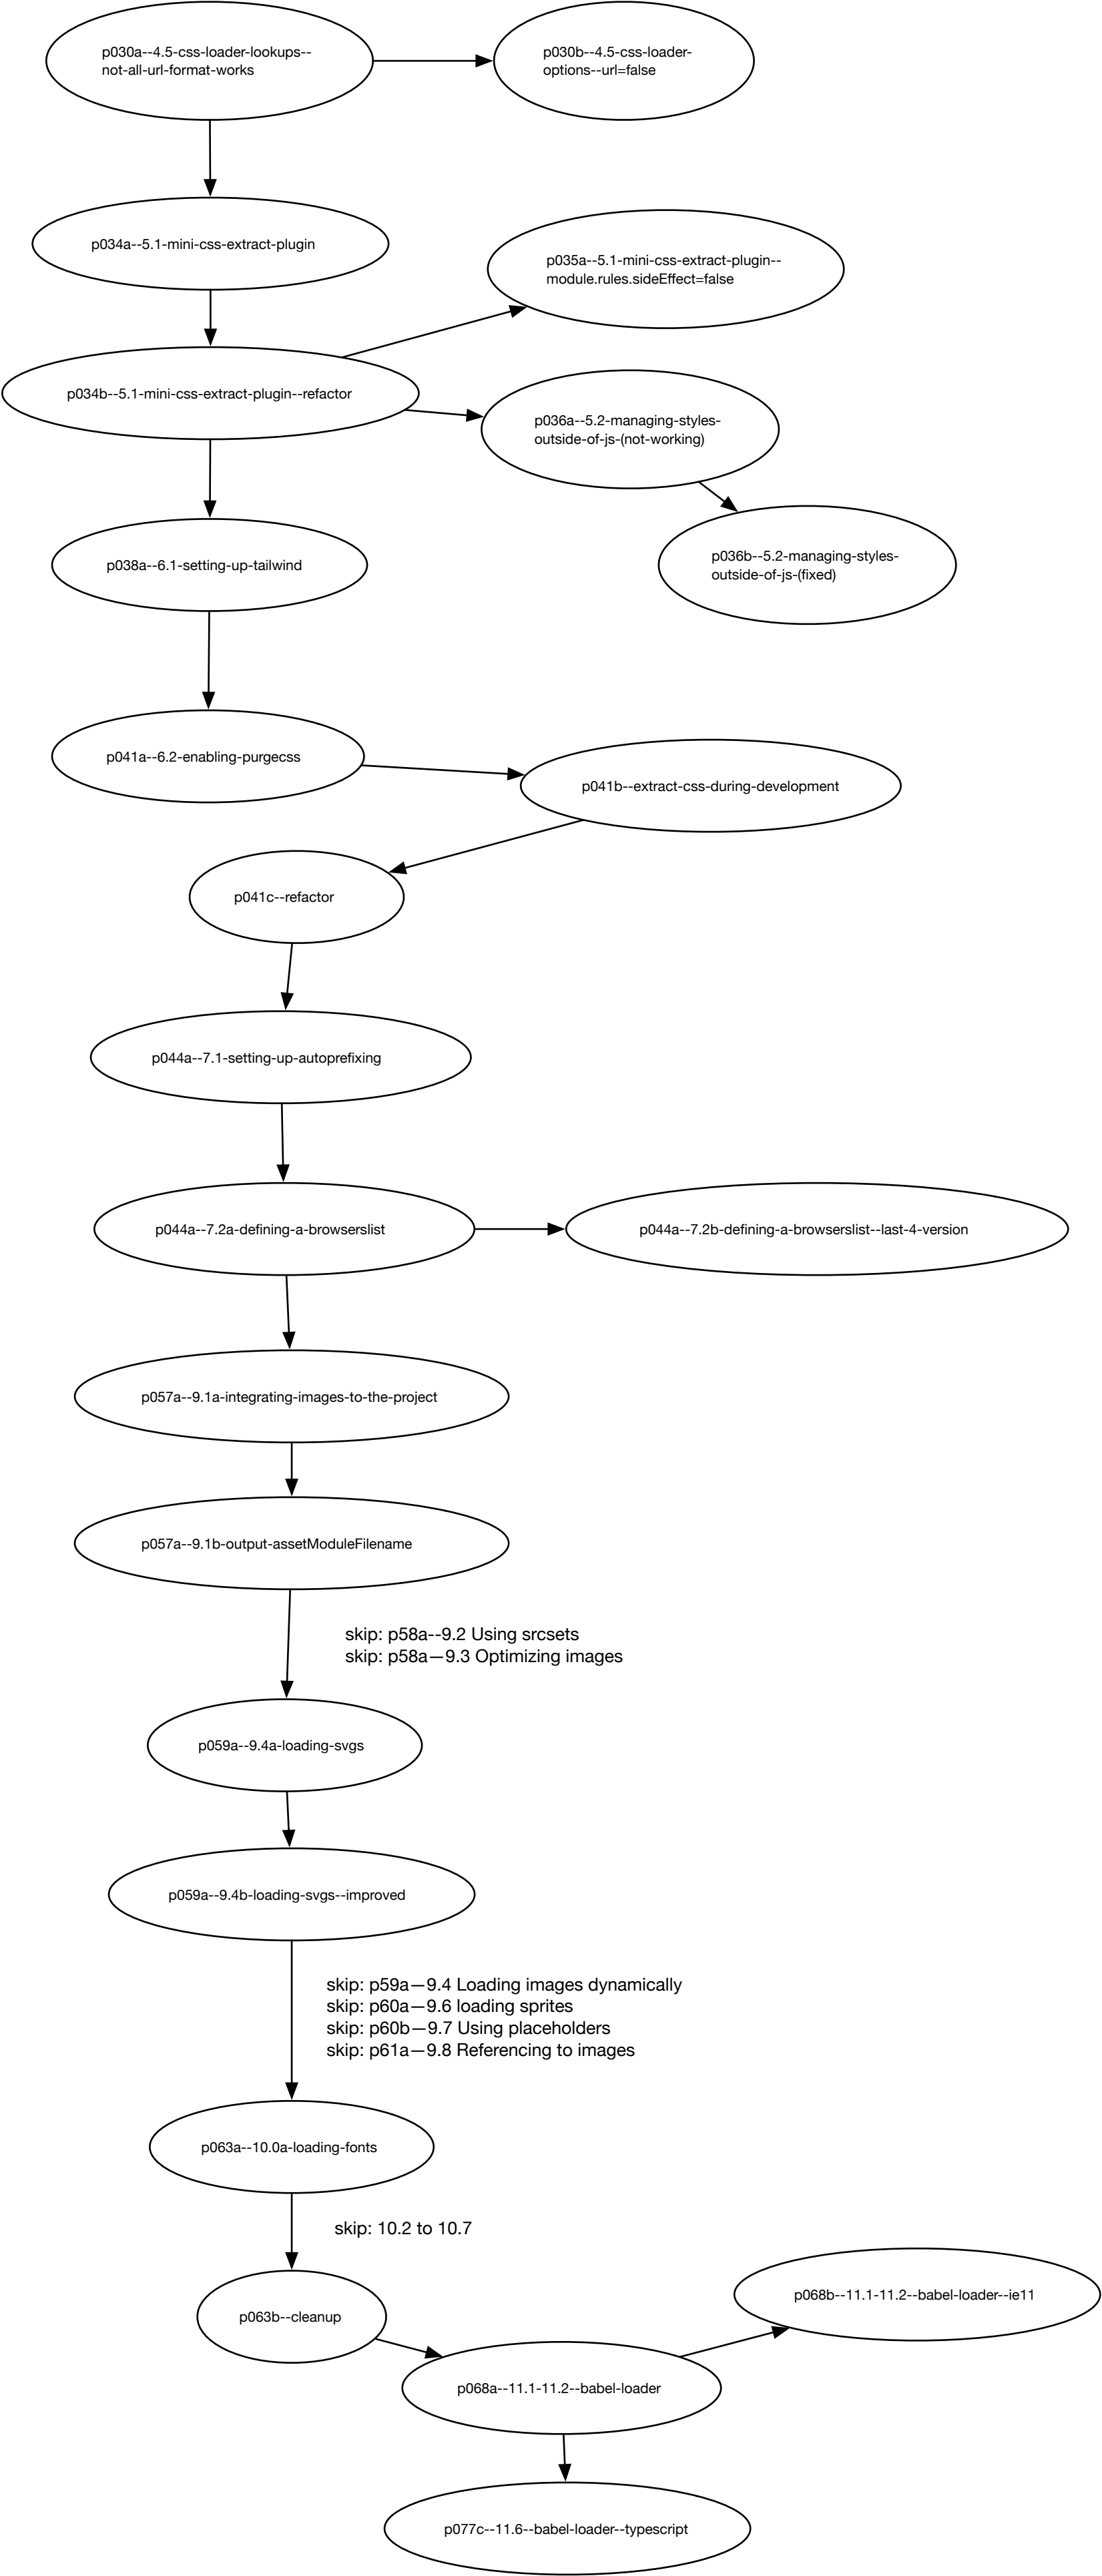 p030a--4.5-css-loader-lookups--
not-all-url-format-works
p030b--4.5-css-loader-
options--url=false
p034a--5.1-mini-css-extract-plugin
p035a--5.1-mini-css-extract-plugin--
module.rules.sideEffect=false
p034b--5.1-mini-css-extract-plugin--refactor
p036a--5.2-managing-styles-
outside-of-js-(not-working)
p036b--5.2-managing-styles-
outside-of-js-(fixed)
p038a--6.1-setting-up-tailwind
p041a--6.2-enabling-purgecss
p041b--extract-css-during-development
p041c--refactor
p044a--7.1-setting-up-autoprefixing
p044a--7.2a-defining-a-browserslist
p044a--7.2b-defining-a-browserslist--last-4-version
p057a--9.1a-integrating-images-to-the-project
p057a--9.1b-output-assetModuleFilename
skip: p58a--9.2 Using srcsets
skip: p58a—9.3 Optimizing images
p059a--9.4a-loading-svgs
p059a--9.4b-loading-svgs--improved
skip: p59a—9.4 Loading images dynamically
skip: p60a—9.6 loading sprites
skip: p60b—9.7 Using placeholders
skip: p61a—9.8 Referencing to images
p063a--10.0a-loading-fonts
skip: 10.2 to 10.7
p068b--11.1-11.2--babel-loader--ie11
p063b--cleanup
p068a--11.1-11.2--babel-loader
p077c--11.6--babel-loader--typescript